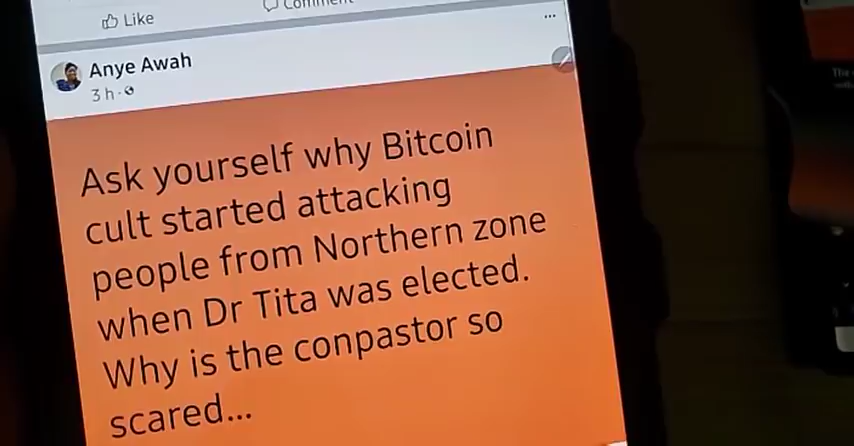 Like
Comment
Anye Awah
3 h
Ask yourself why Bitcoin
cult started attacking
people from Northern zone
when Dr Tita was elected.
Why is the conpastor so
scared...